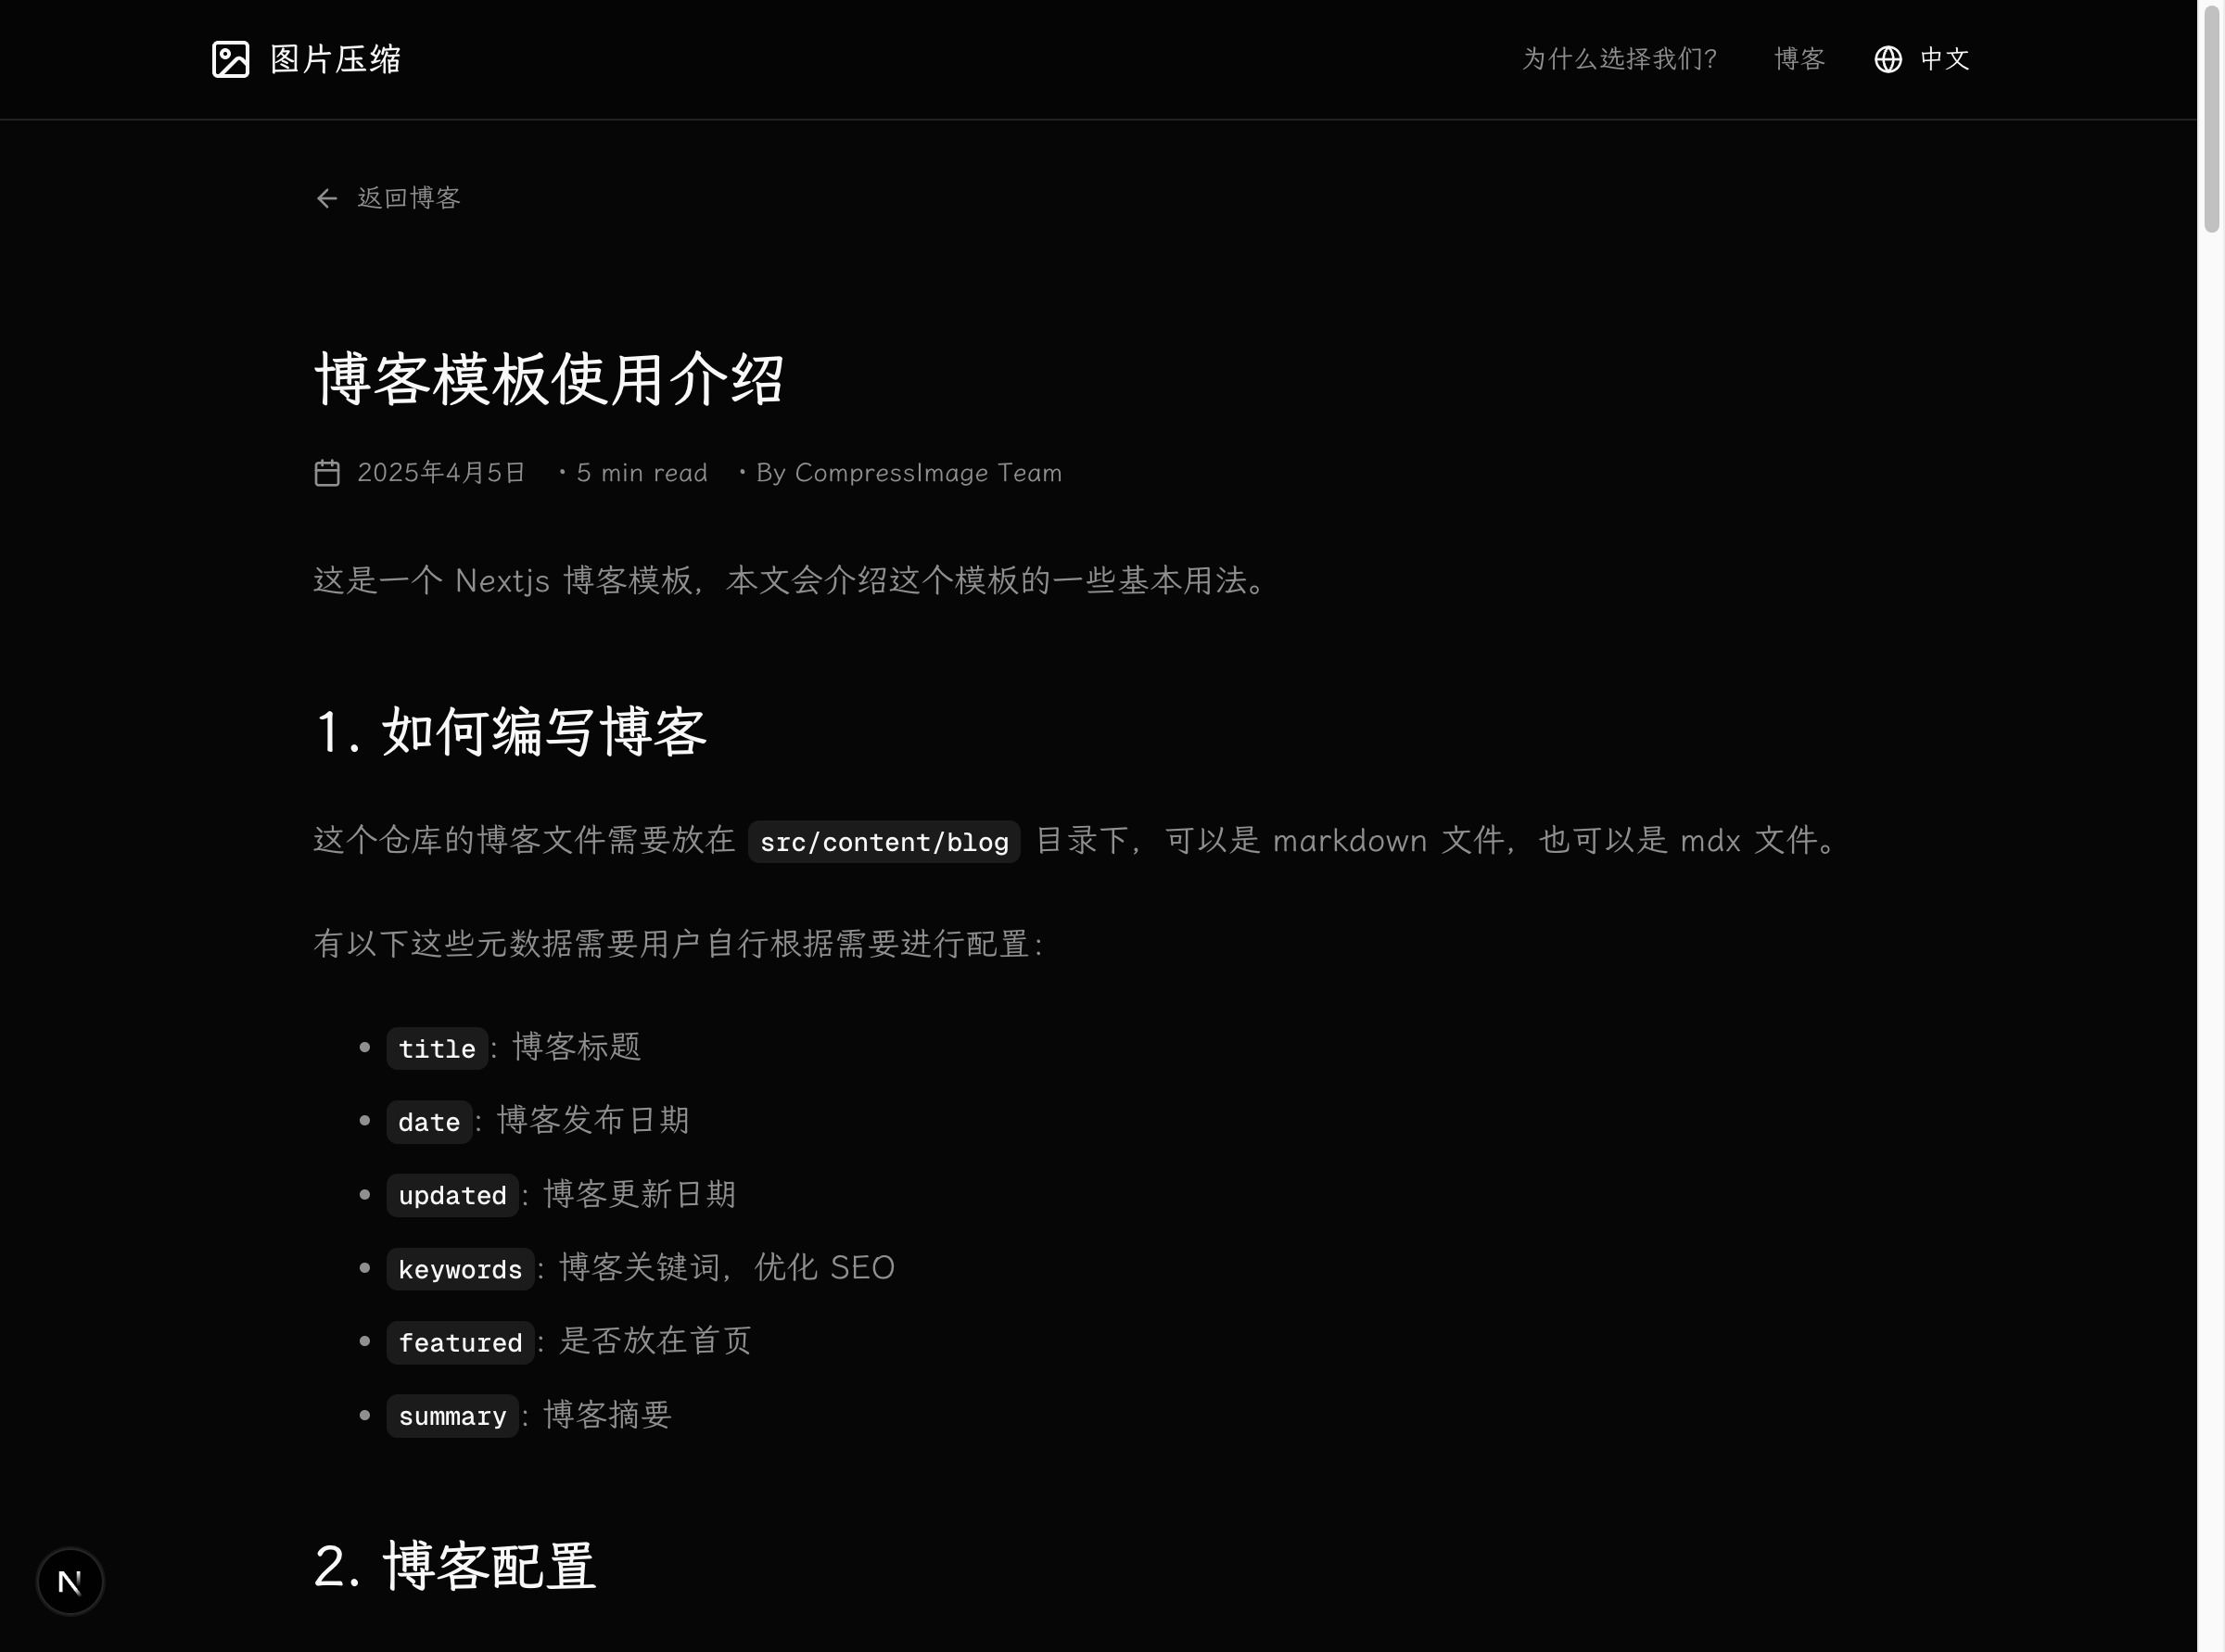 图片压缩
为什么选择我们？
博客
中文
返回博客
博客模板使用介绍
2025年4月5日 · 5 min read · By CompressImage Team
这是一个 Nextjs 博客模板，本文会介绍这个模板的一些基本用法。
1. 如何编写博客
这个仓库的博客文件需要放在 src/content/blog 目录下，可以是 markdown 文件，也可以是 mdx 文件。
有以下这些元数据需要用户自行根据需要进行配置：
• title：博客标题
• date：博客发布日期
• updated：博客更新日期
• keywords：博客关键词，优化 SEO
• featured：是否放在首页
• summary：博客摘要
2. 博客配置
N